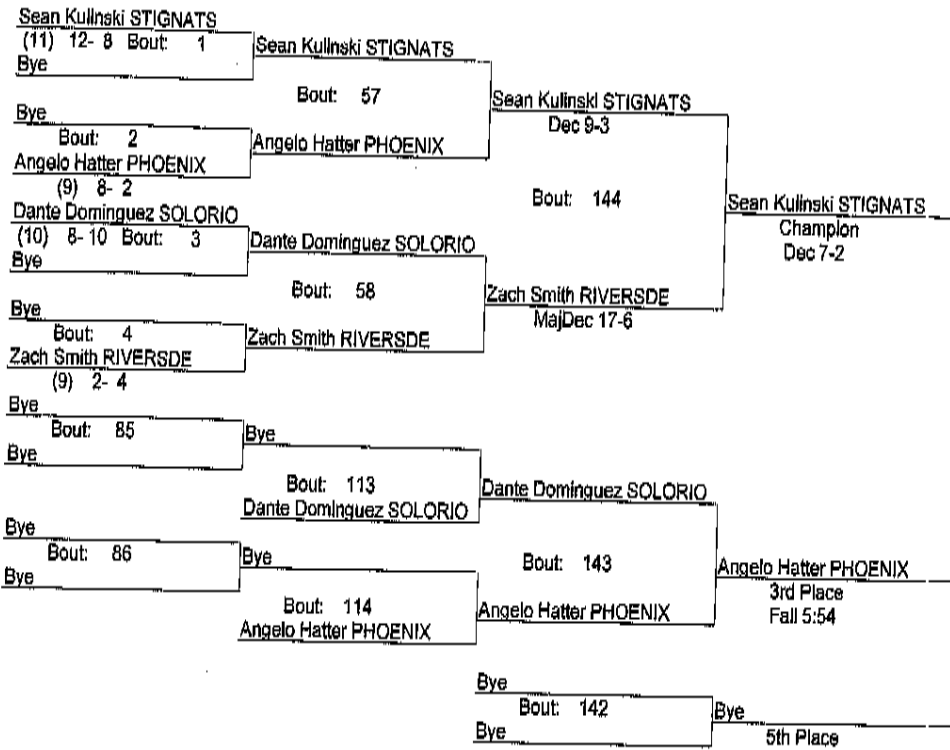 Sean Kulinski STIGNATS
(11) 12- 8 Bout: 1
Bye
Sean Kulinski STIGNATS
Bout: 57
Bye
Bout: 2
Angelo Hatter PHOENIX
(9) 8- 2
Angelo Hatter PHOENIX
Sean Kulinski STIGNATS
Dec 9-3
Bout: 144
Dante Dominguez SOLORIO
(10) 8- 10 Bout: 3
Bye
Dante Dominguez SOLORIO
Bout: 58
Bye
Bout: 4
Zach Smith RIVERSDE
(9) 2- 4
Zach Smith RIVERSDE
Zach Smith RIVERSDE
MajDec 17-6
Sean Kulinski STIGNATS
Champion
Dec 7-2
Bye
Bout: 85
Bye
Bye
Bout: 113
Dante Dominguez SOLORIO
Dante Dominguez SOLORIO
Bye
Bout: 86
Bye
Bye
Bout: 114
Angelo Hatter PHOENIX
Bout: 143
Angelo Hatter PHOENIX
Angelo Hatter PHOENIX
3rd Place
Fall 5:54
Bye
Bout: 142
Bye
Bye
5th Place